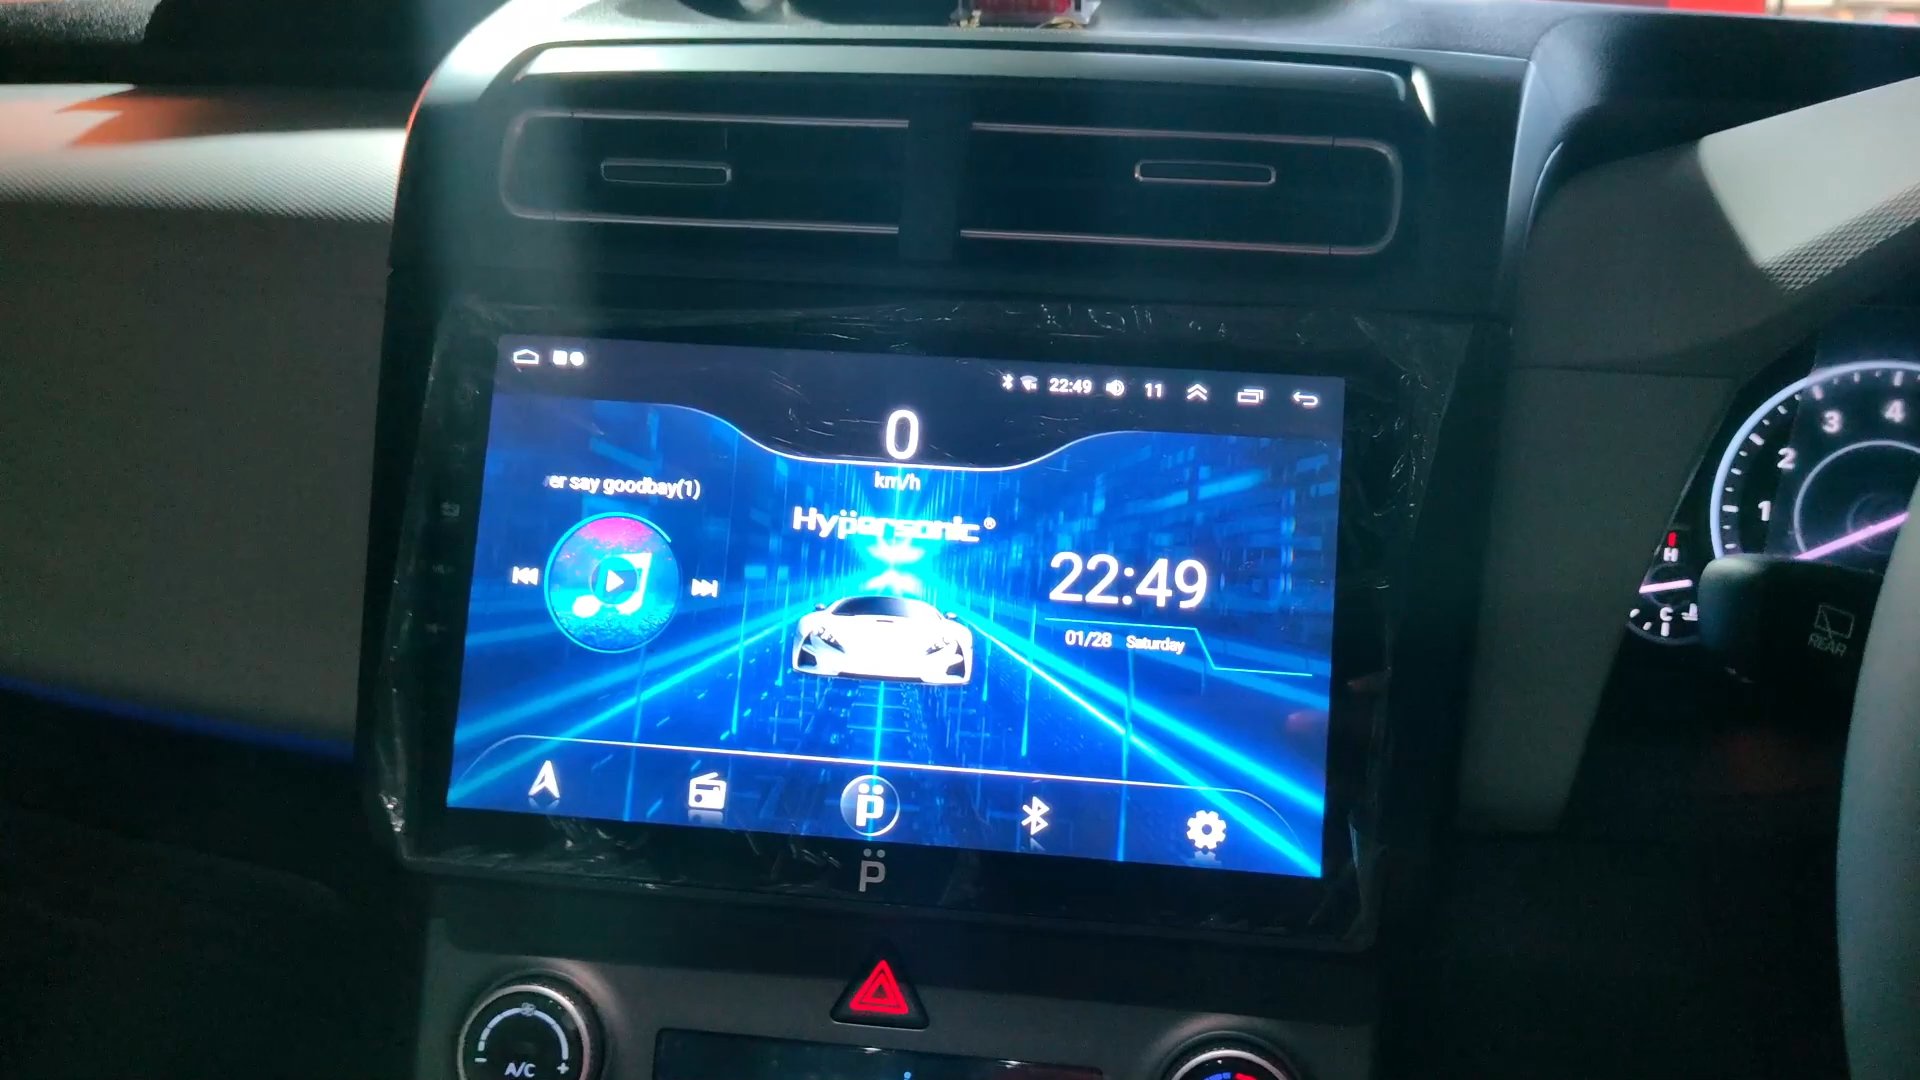 22:49
11
0
km/h
er say goodbay(1)
Hypersonic®
22:49
01/28 Saturday
P̈
P̈
4
3
2
1
H
C
REAR
A/C
- +